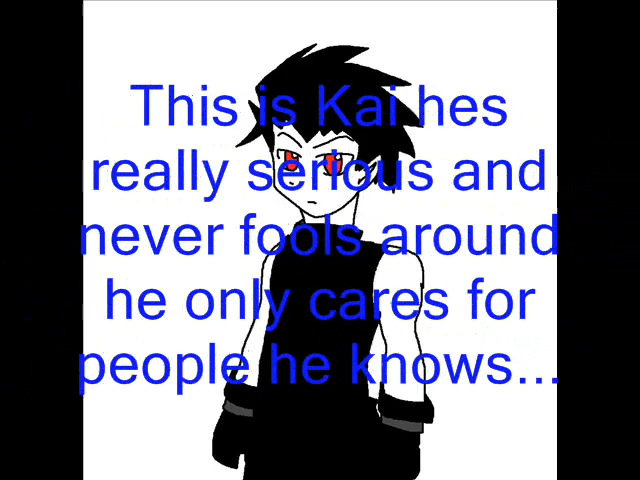 This is Kai hes
really serious and
never fools around
he only cares for
people he knows...